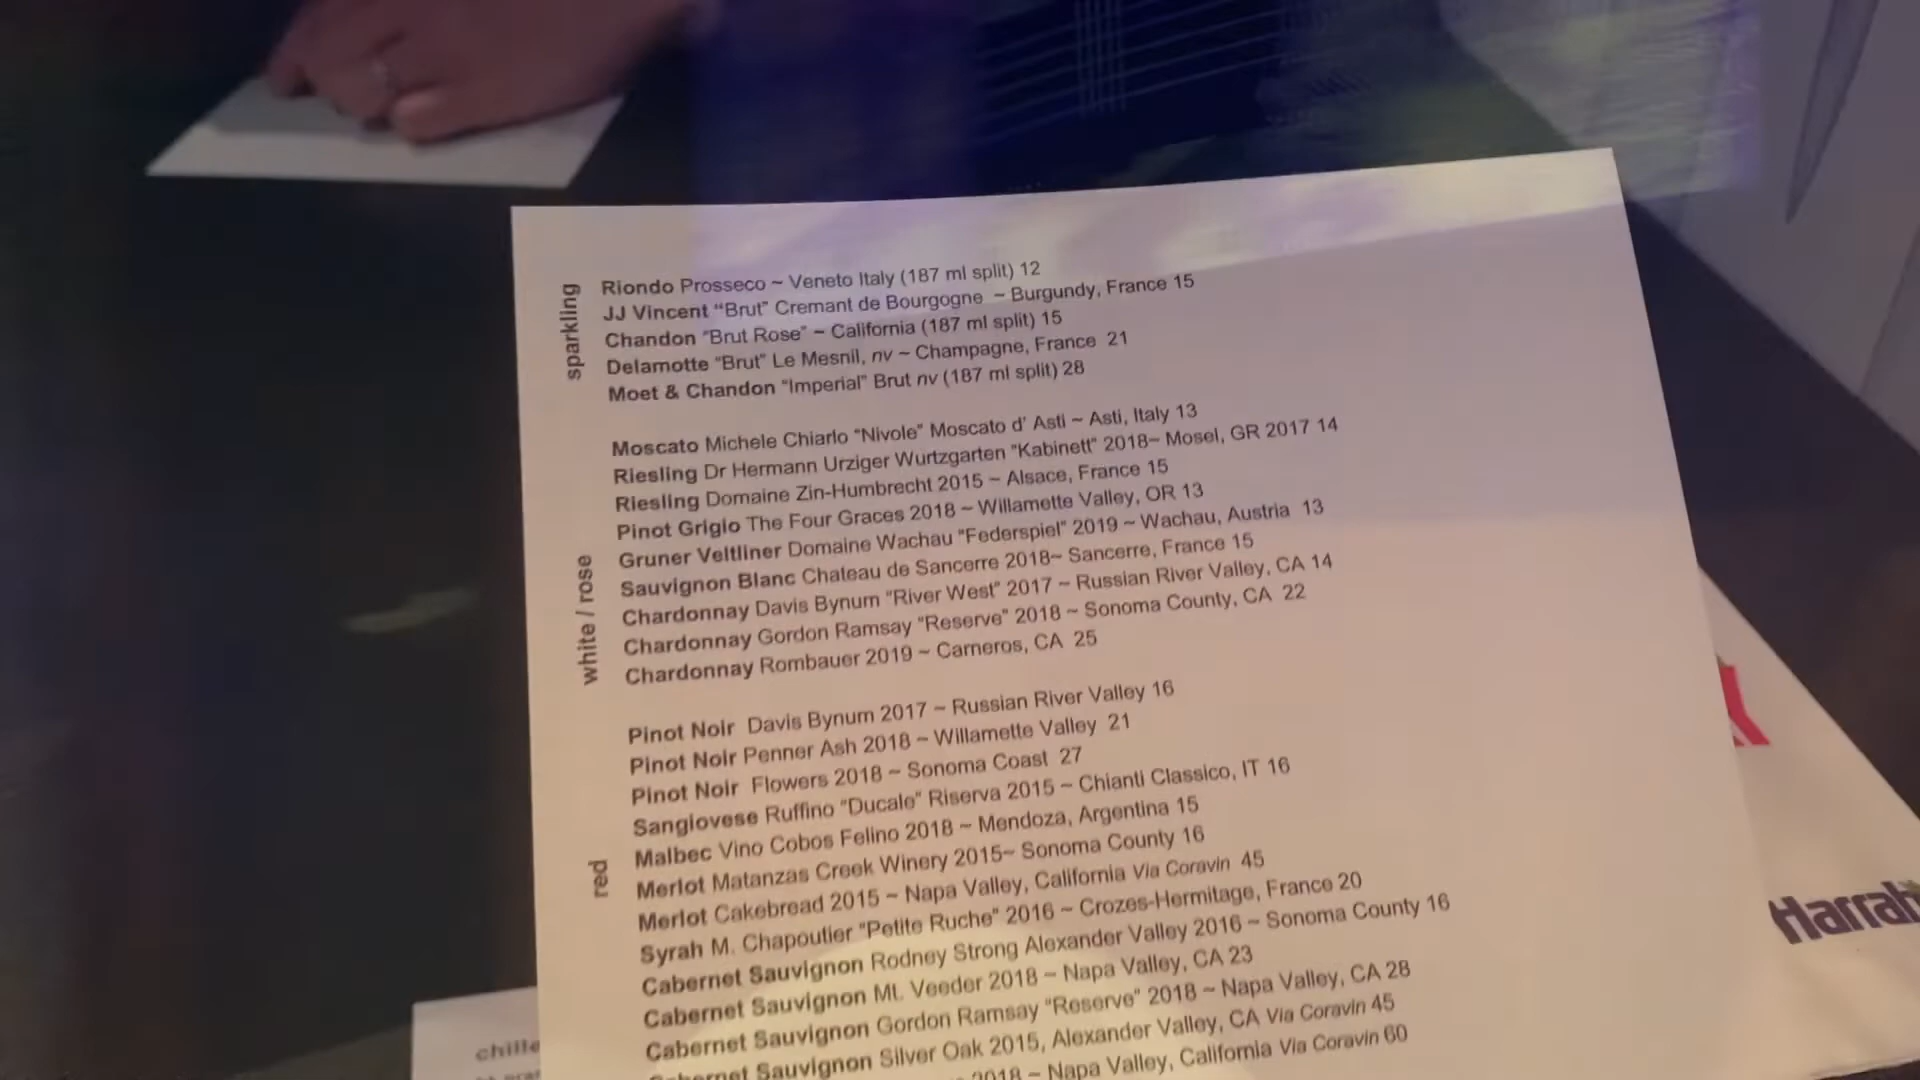 sparkling
Riondo Prosseco ~ Veneto Italy (187 ml split) 12
JJ Vincent “Brut” Cremant de Bourgogne ~ Burgundy, France 15
Chandon “Brut Rose” ~ California (187 ml split) 15
Delamotte “Brut” Le Mesnil, nv ~ Champagne, France 21
Moet & Chandon “Imperial” Brut nv (187 ml split) 28
white / rose
Moscato Michele Chiarlo “Nivole” Moscato d’ Asti ~ Asti, Italy 13
Riesling Dr Hermann Urziger Wurtzgarten “Kabinett” 2018~ Mosel, GR 2017 14
Riesling Domaine Zin-Humbrecht 2015 ~ Alsace, France 15
Pinot Grigio The Four Graces 2018 ~ Willamette Valley, OR 13
Gruner Veltliner Domaine Wachau “Federspiel” 2019 ~ Wachau, Austria 13
Sauvignon Blanc Chateau de Sancerre 2018~ Sancerre, France 15
Chardonnay Davis Bynum “River West” 2017 ~ Russian River Valley, CA 14
Chardonnay Gordon Ramsay “Reserve” 2018 ~ Sonoma County, CA 22
Chardonnay Rombauer 2019 ~ Carneros, CA 25
red
Pinot Noir Davis Bynum 2017 ~ Russian River Valley 16
Pinot Noir Penner Ash 2018 ~ Willamette Valley 21
Pinot Noir Flowers 2018 ~ Sonoma Coast 27
Sangiovese Ruffino “Ducale” Riserva 2015 ~ Chianti Classico, IT 16
Malbec Vino Cobos Felino 2018 ~ Mendoza, Argentina 15
Merlot Matanzas Creek Winery 2015~ Sonoma County 16
Merlot Cakebread 2015 ~ Napa Valley, California Via Coravin 45
Syrah M. Chapoutier “Petite Ruche” 2016 ~ Crozes-Hermitage, France 20
Cabernet Sauvignon Rodney Strong Alexander Valley 2016 ~ Sonoma County 16
Cabernet Sauvignon Mt. Veeder 2018 ~ Napa Valley, CA 23
Cabernet Sauvignon Gordon Ramsay “Reserve” 2018 ~ Napa Valley, CA 28
Cabernet Sauvignon Silver Oak 2015, Alexander Valley, CA Via Coravin 45
2018 ~ Napa Valley, California Via Coravin 60
Harrah
chille